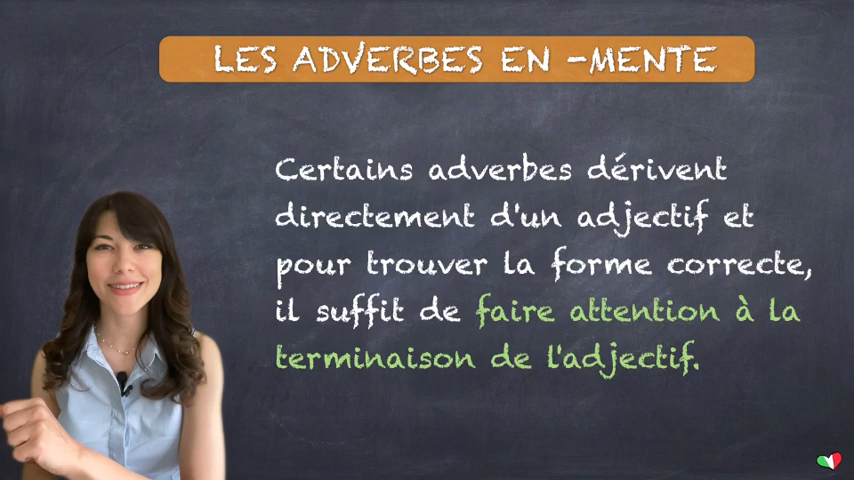 LES ADVERBES EN -MENTE
Certains adverbes dérivent
directement d'un adjectif et
pour trouver la forme correcte,
il suffit de faire attention à la
terminaison de l'adjectif.